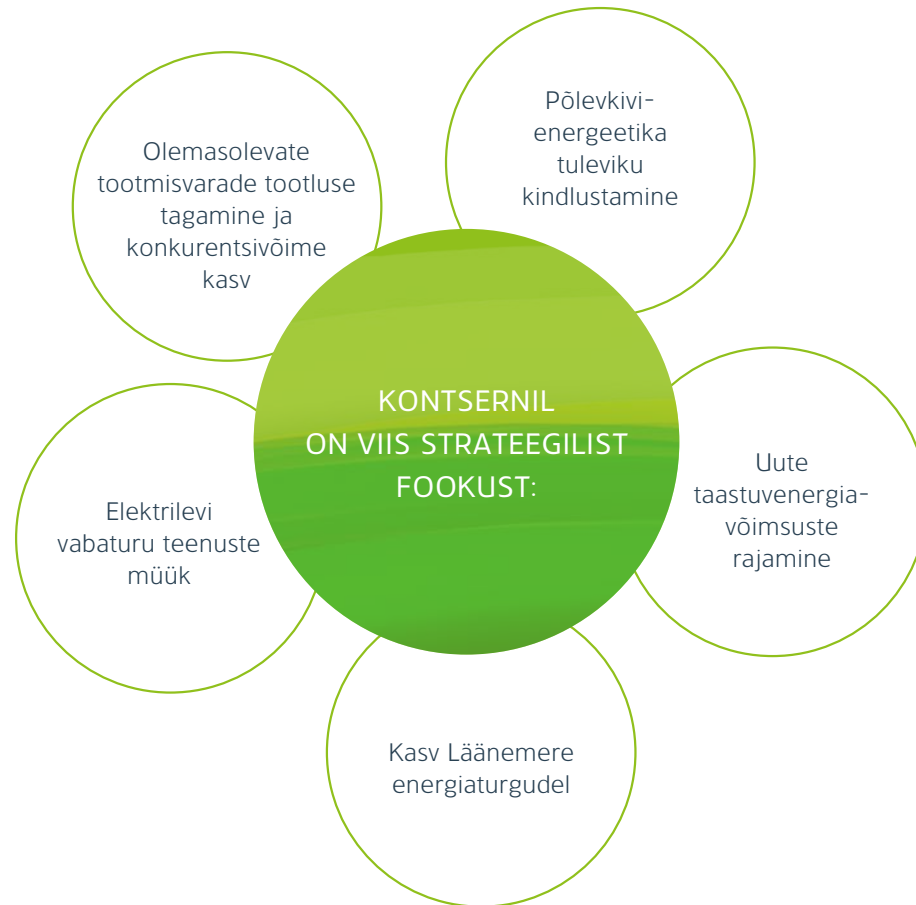 KONTSERNIL
ON VIIS STRATEEGILIST
FOOKUST:
Põlevkivi-
energeetika
tuleviku
kindlustamine
Uute
taastuvenergia-
võimsuste
rajamine
Kasv Läänemere
energiaturgudel
Elektrilevi
vabaturu teenuste
müük
Olemasolevate
tootmisvarade tootluse
tagamine ja
konkurentsivõime
kasv